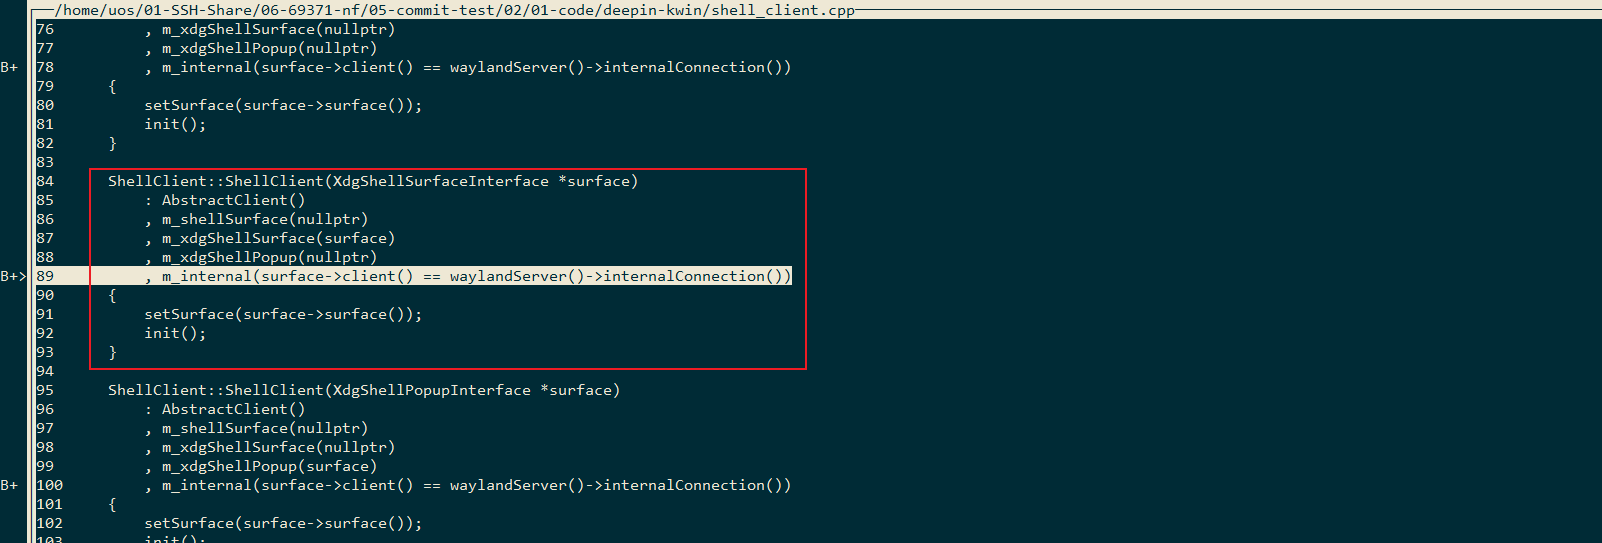 /home/uos/01-SSH-Share/06-69371-nf/05-commit-test/02/01-code/deepin-kwin/shell_client.cpp
76 , m_xdgShellSurface(nullptr)
77 , m_xdgShellPopup(nullptr)
B+ 78 , m_internal(surface->client() == waylandServer()->internalConnection())
79 {
80 setSurface(surface->surface());
81 init();
82 }
83
84 ShellClient::ShellClient(XdgShellSurfaceInterface *surface)
85 : AbstractClient()
86 , m_shellSurface(nullptr)
87 , m_xdgShellSurface(surface)
88 , m_xdgShellPopup(nullptr)
B+> 89 , m_internal(surface->client() == waylandServer()->internalConnection())
90 {
91 setSurface(surface->surface());
92 init();
93 }
94
95 ShellClient::ShellClient(XdgShellPopupInterface *surface)
96 : AbstractClient()
97 , m_shellSurface(nullptr)
98 , m_xdgShellSurface(nullptr)
99 , m_xdgShellPopup(surface)
B+ 100 , m_internal(surface->client() == waylandServer()->internalConnection())
101 {
102 setSurface(surface->surface());
103 init();